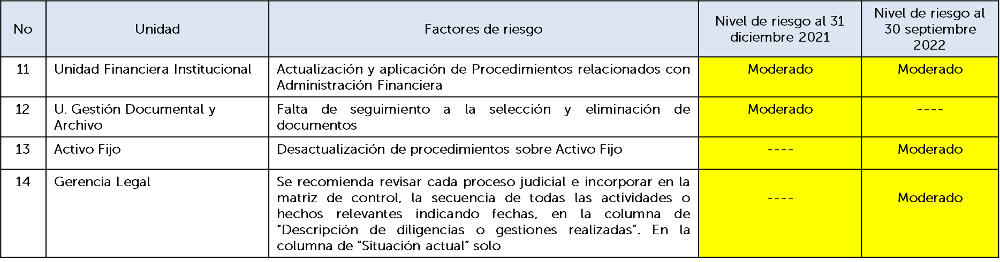 No
Unidad
Factores de riesgo
Nivel de riesgo al 31
diciembre 2021
Nivel de riesgo al
30 septiembre
2022
11
Unidad Financiera Institucional
Actualización y aplicación de Procedimientos relacionados con
Administración Financiera
Moderado
Moderado
12
U. Gestión Documental y
Archivo
Falta de seguimiento a la selección y eliminación de
documentos
Moderado
----
13
Activo Fijo
Desactualización de procedimientos sobre Activo Fijo
----
Moderado
14
Gerencia Legal
Se recomienda revisar cada proceso judicial e incorporar en la
matriz de control, la secuencia de todas las actividades o
hechos relevantes indicando fechas, en la columna de
“Descripción de diligencias o gestiones realizadas”. En la
columna de “Situación actual” solo
----
Moderado